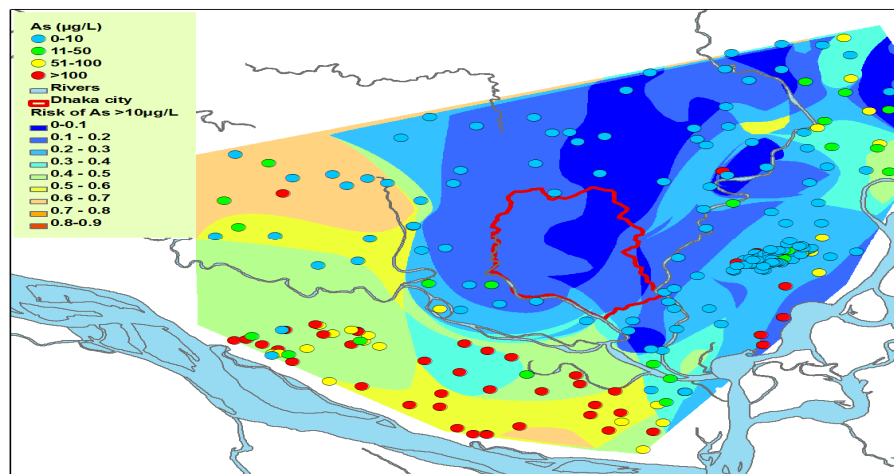 As (µg/L)
0-10
11-50
51-100
>100
Rivers
Dhaka city
Risk of As >10µg/L
0-0.1
0.1 - 0.2
0.2 - 0.3
0.3 - 0.4
0.4 - 0.5
0.5 - 0.6
0.6 - 0.7
0.7 - 0.8
0.8-0.9